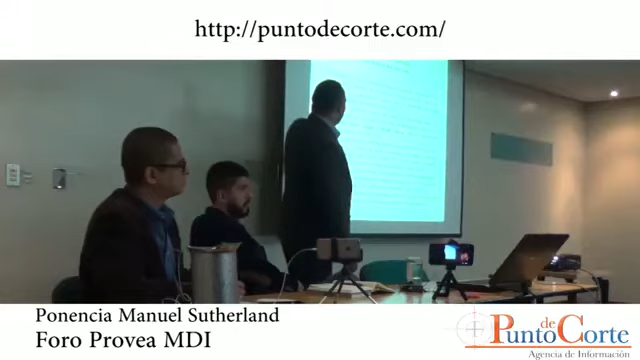 http://puntodecorte.com/
Ponencia Manuel Sutherland
Foro Provea MDI
Punto de Corte
Agencia de Información